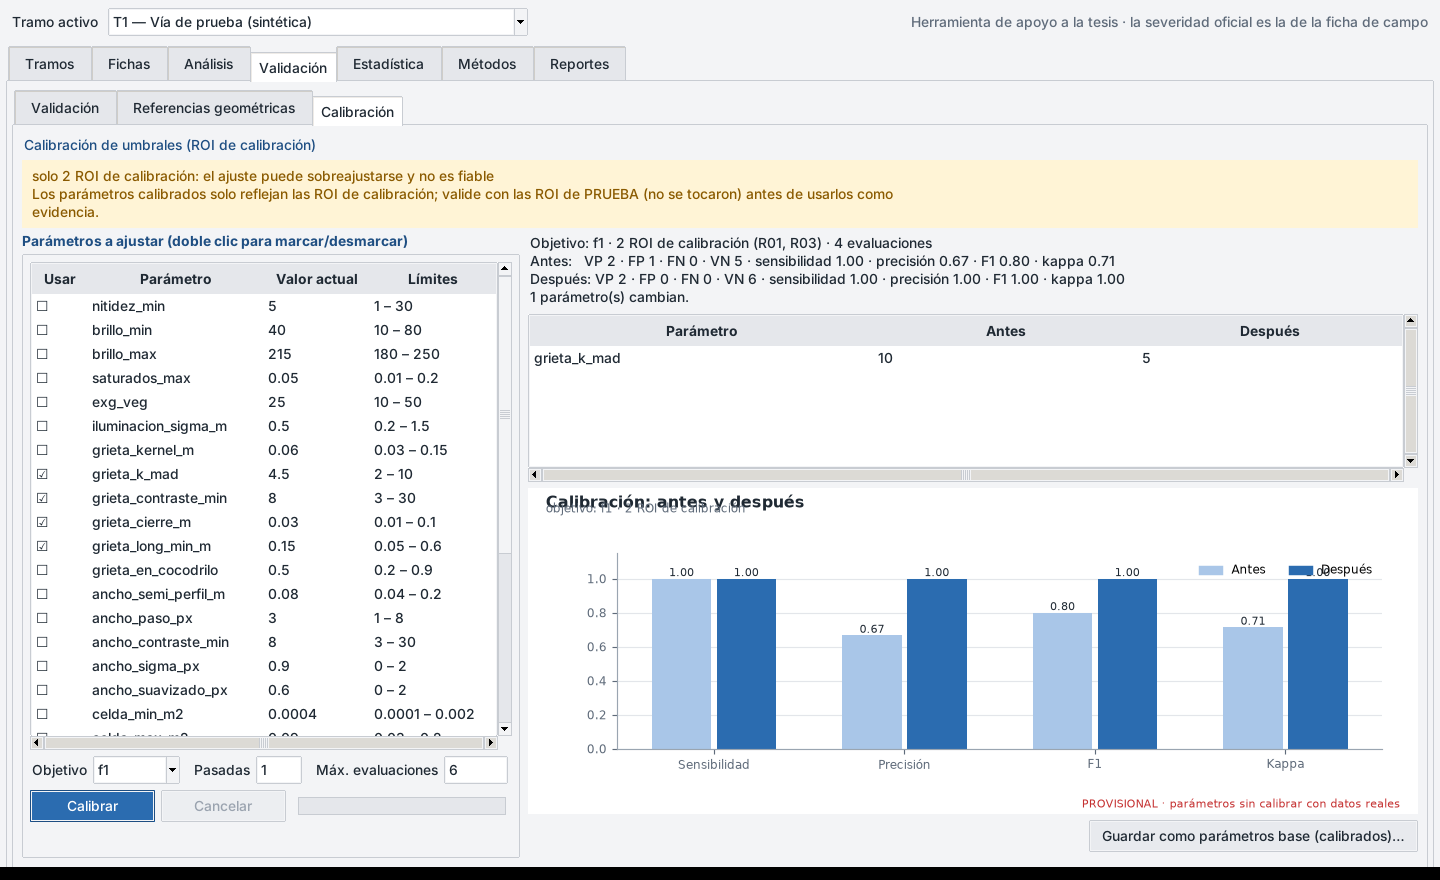 Tramo activo T1 — Vía de prueba (sintética) Herramienta de apoyo a la tesis · la severidad oficial es la de la ficha de campo
Tramos Fichas Análisis Validación Estadística Métodos Reportes
Validación Referencias geométricas Calibración
Calibración de umbrales (ROI de calibración)
solo 2 ROI de calibración: el ajuste puede sobreajustarse y no es fiable
Los parámetros calibrados solo reflejan las ROI de calibración; valide con las ROI de PRUEBA (no se tocaron) antes de usarlos como
evidencia.
Parámetros a ajustar (doble clic para marcar/desmarcar)
Usar Parámetro Valor actual Límites
☐ nitidez_min 5 1 – 30
☐ brillo_min 40 10 – 80
☐ brillo_max 215 180 – 250
☐ saturados_max 0.05 0.01 – 0.2
☐ exg_veg 25 10 – 50
☐ iluminacion_sigma_m 0.5 0.2 – 1.5
☐ grieta_kernel_m 0.06 0.03 – 0.15
☑ grieta_k_mad 4.5 2 – 10
☑ grieta_contraste_min 8 3 – 30
☑ grieta_cierre_m 0.03 0.01 – 0.1
☑ grieta_long_min_m 0.15 0.05 – 0.6
☐ grieta_en_cocodrilo 0.5 0.2 – 0.9
☐ ancho_semi_perfil_m 0.08 0.04 – 0.2
☐ ancho_paso_px 3 1 – 8
☐ ancho_contraste_min 8 3 – 30
☐ ancho_sigma_px 0.9 0 – 2
☐ ancho_suavizado_px 0.6 0 – 2
☐ celda_min_m2 0.0004 0.0001 – 0.002
Objetivo f1 Pasadas 1 Máx. evaluaciones 6
Calibrar Cancelar
Objetivo: f1 · 2 ROI de calibración (R01, R03) · 4 evaluaciones
Antes: VP 2 · FP 1 · FN 0 · VN 5 · sensibilidad 1.00 · precisión 0.67 · F1 0.80 · kappa 0.71
Después: VP 2 · FP 0 · FN 0 · VN 6 · sensibilidad 1.00 · precisión 1.00 · F1 1.00 · kappa 1.00
1 parámetro(s) cambian.
Parámetro Antes Después
grieta_k_mad 10 5
Calibración: antes y después
objetivo: f1 · 2 ROI de calibración
Antes Después
1.00 1.00 0.67 1.00 0.80 1.00 0.71 1.00
1.0
0.8
0.6
0.4
0.2
0.0
Sensibilidad Precisión F1 Kappa
PROVISIONAL · parámetros sin calibrar con datos reales
Guardar como parámetros base (calibrados)...